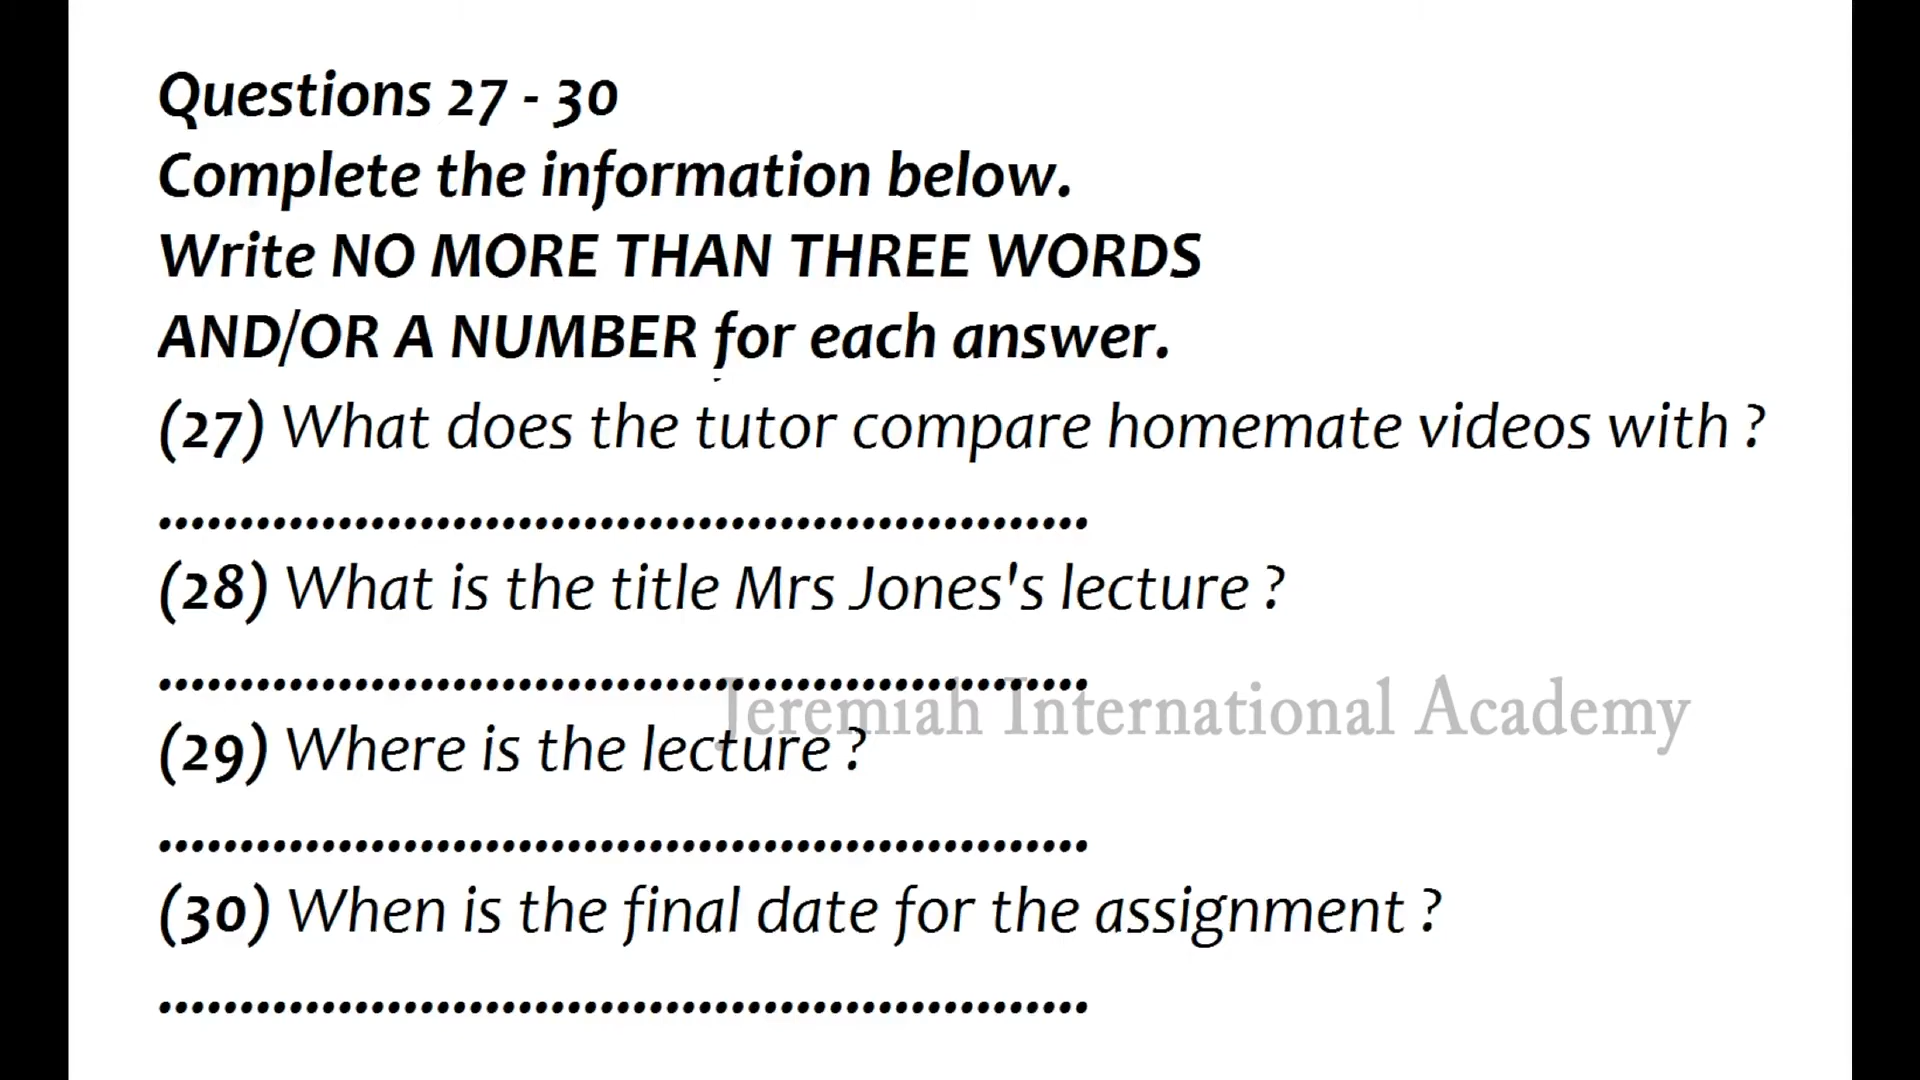 Questions 27 - 30
Complete the information below.
Write NO MORE THAN THREE WORDS
AND/OR A NUMBER for each answer.
(27) What does the tutor compare homemate videos with ?
..........................................................
(28) What is the title Mrs Jones's lecture ?
..........................................................
Jeremiah International Academy
(29) Where is the lecture ?
..........................................................
(30) When is the final date for the assignment ?
..........................................................